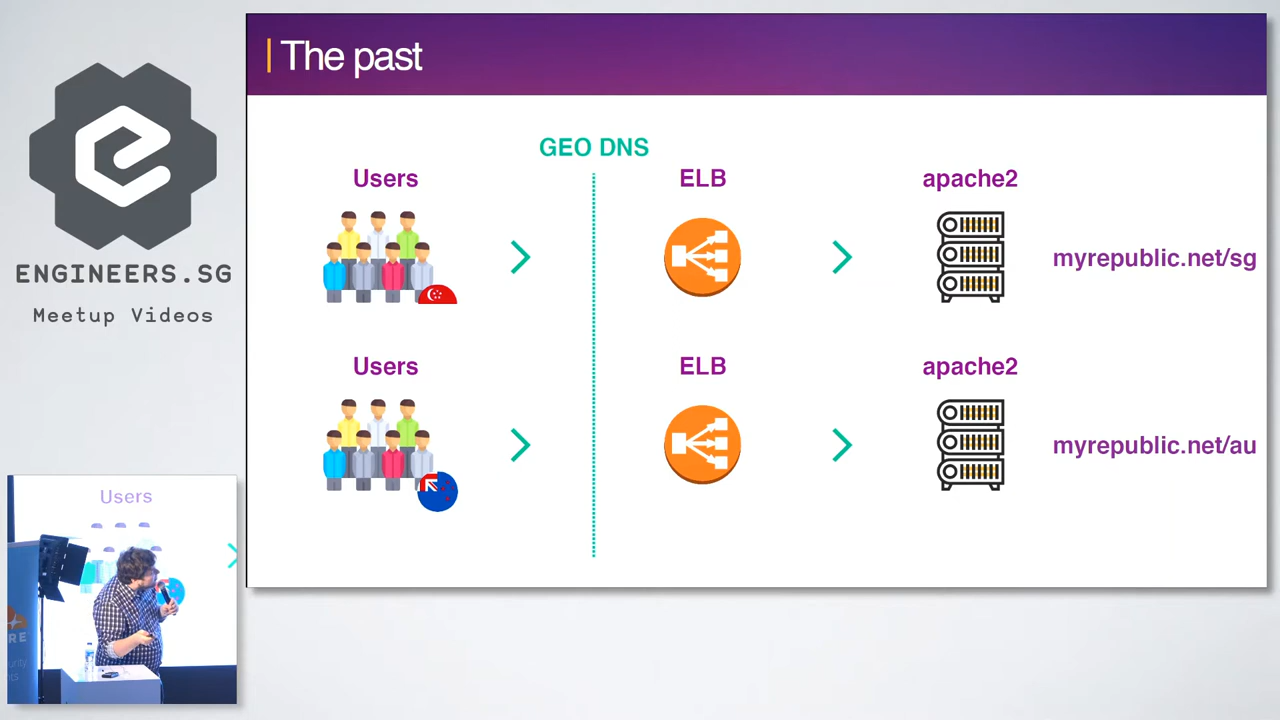 The past
GEO DNS
Users
ELB
apache2
myrepublic.net/sg
Users
ELB
apache2
myrepublic.net/au
ENGINEERS.SG
Meetup Videos
Users